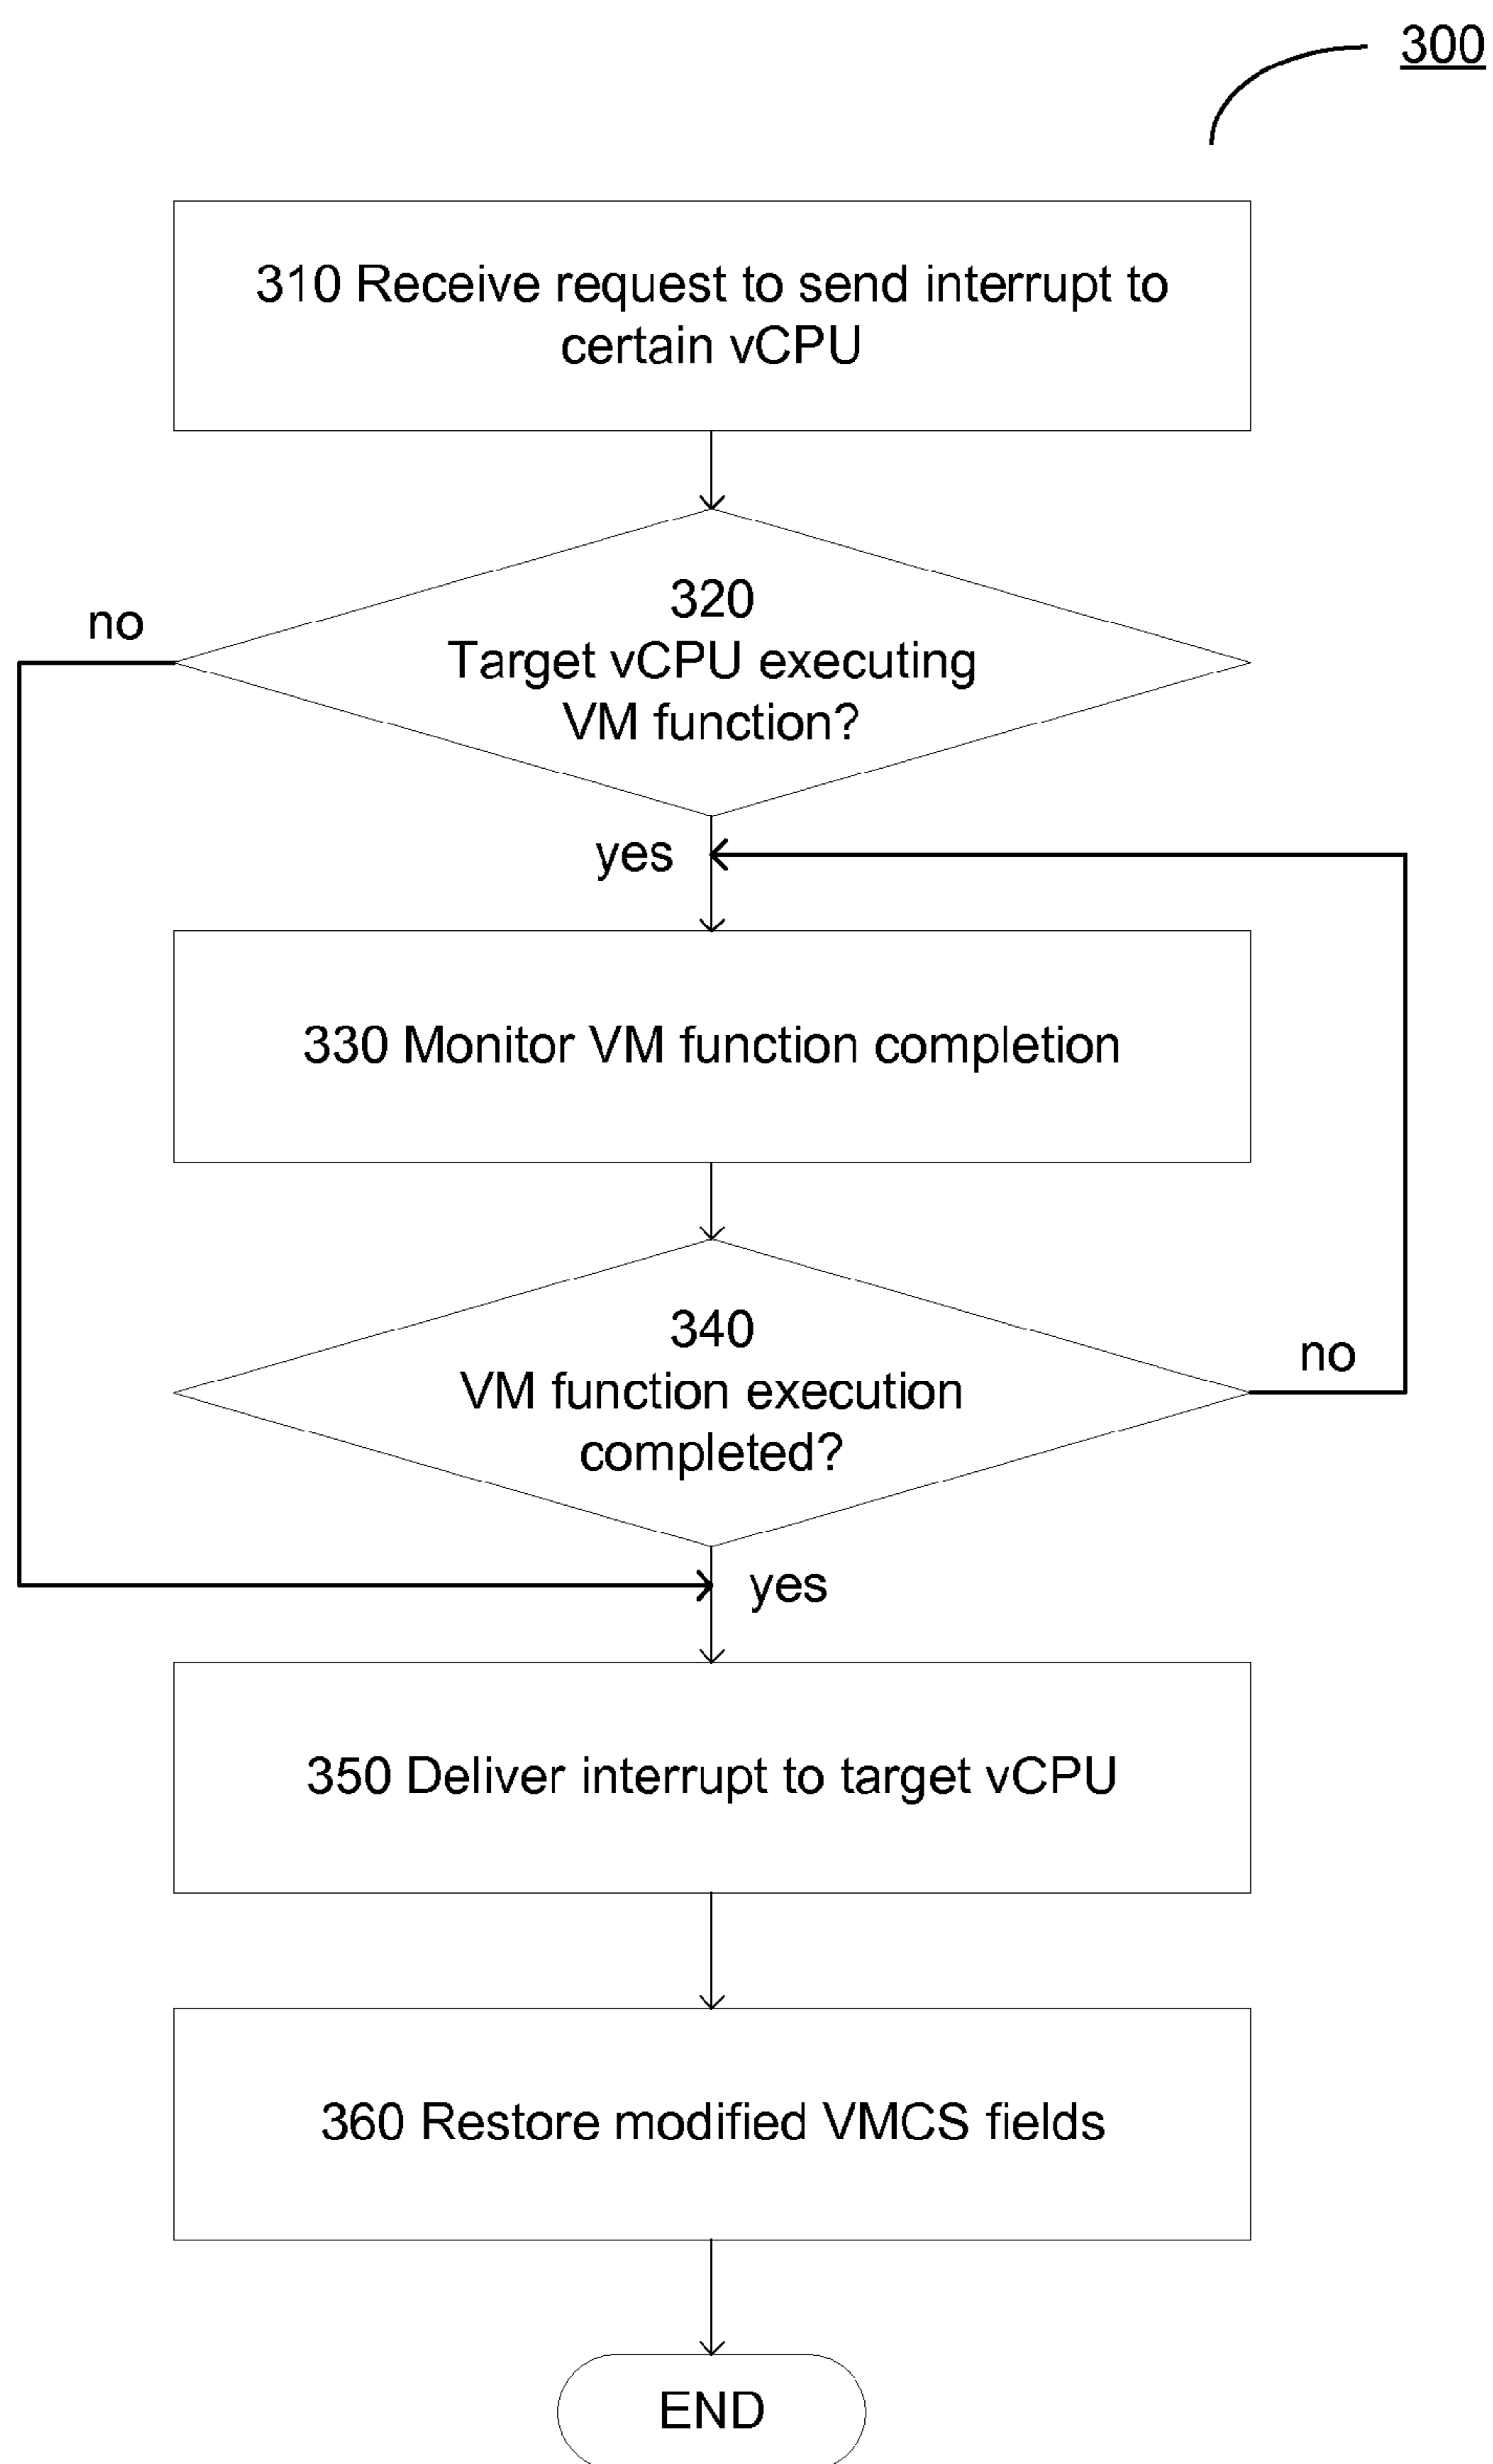 300
310 Receive request to send interrupt to
certain vCPU
320
Target vCPU executing
VM function?
no
yes
330 Monitor VM function completion
340
VM function execution
completed?
no
yes
350 Deliver interrupt to target vCPU
360 Restore modified VMCS fields
END